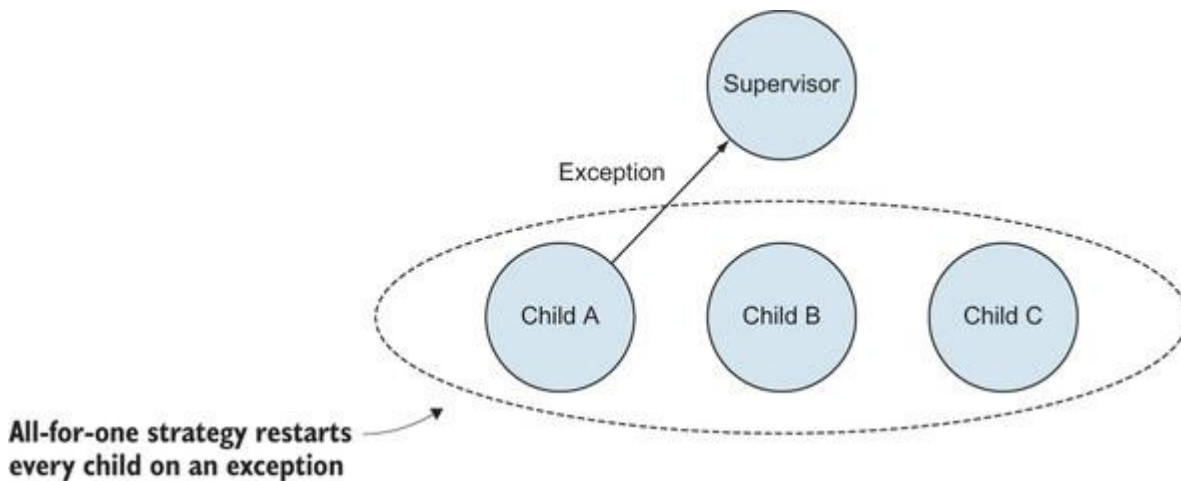 Supervisor
Exception
Child A
Child B
Child C
All-for-one strategy restarts
every child on an exception